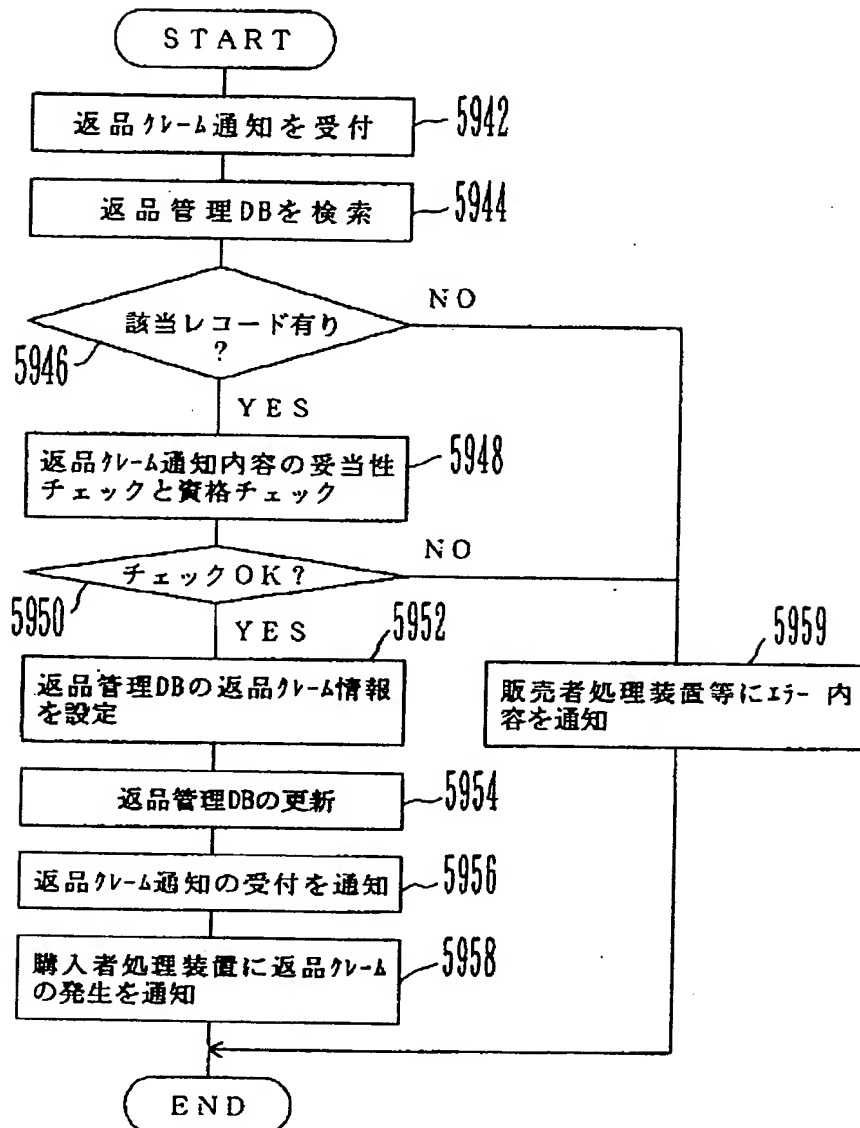 START
返品ｸﾚｰﾑ通知を受付
5942
返品管理DBを検索
5944
該当レコード有り
?
NO
5946
YES
返品ｸﾚｰﾑ通知内容の妥当性
チェックと資格チェック
5948
チェックOK?
NO
5950
YES
5952
返品管理DBの返品ｸﾚｰﾑ情報
を設定
5959
販売者処理装置等にｴﾗｰ内
容を通知
返品管理DBの更新
5954
返品ｸﾚｰﾑ通知の受付を通知
5956
購入者処理装置に返品ｸﾚｰﾑ
の発生を通知
5958
END